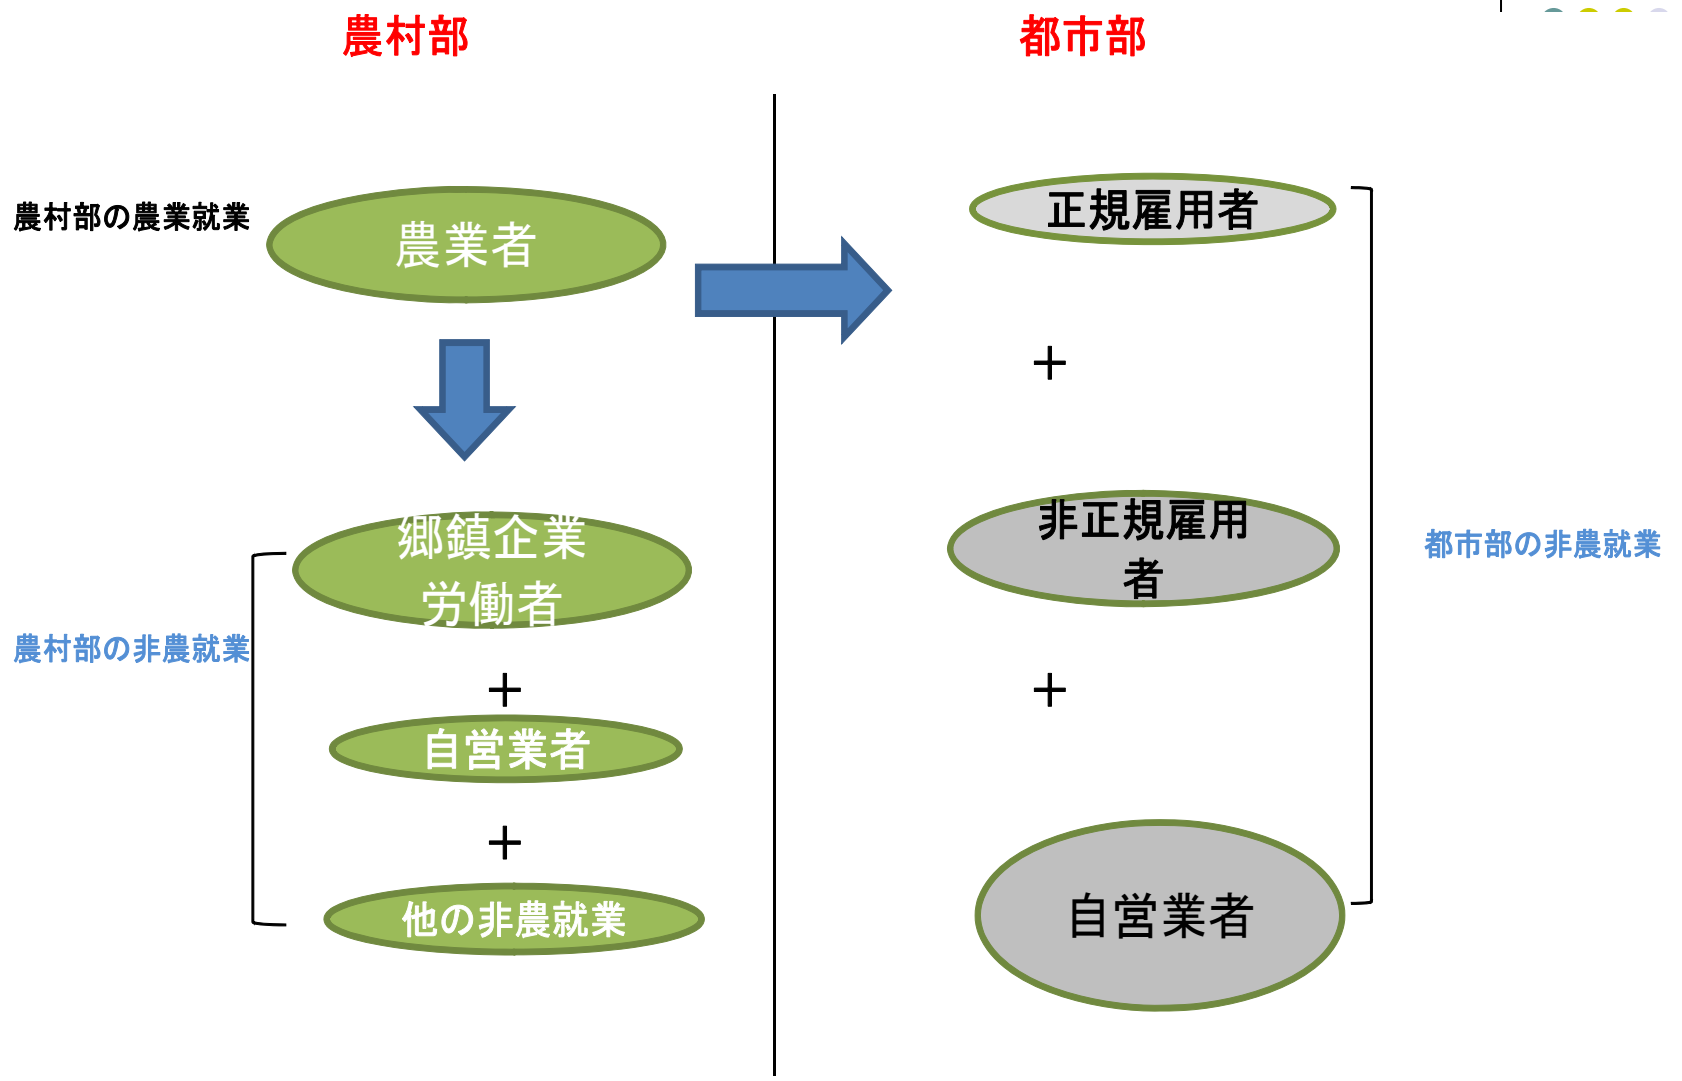 農村部
都市部
農村部の農業就業
農業者
正規雇用者
＋
郷鎮企業
労働者
非正規雇用
者
都市部の非農就業
農村部の非農就業
＋
＋
自営業者
＋
他の非農就業
自営業者